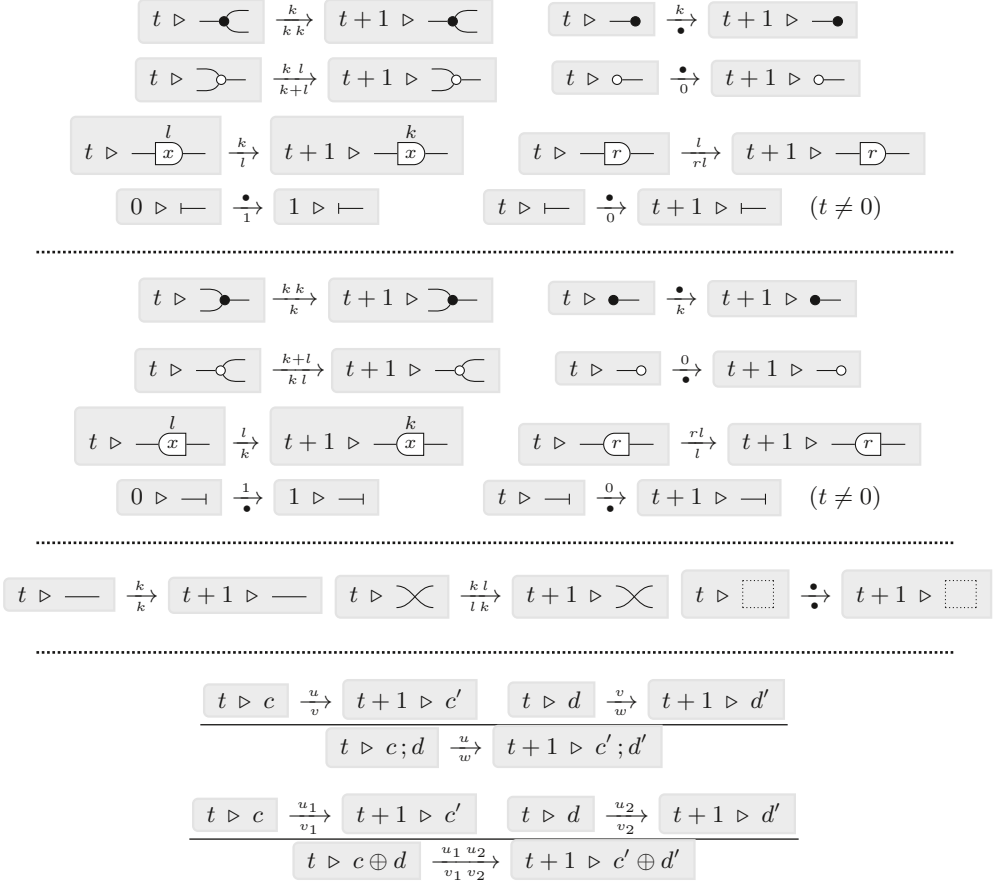 t ▷ —k/k k→ t + 1 ▷    t ▷ —k/•→ t + 1 ▷
t ▷ —k l/k+l→ t + 1 ▷    t ▷ —•/0→ t + 1 ▷
t ▷ x l —k/l→ t + 1 ▷ x k    t ▷ r —l/rl→ t + 1 ▷ r
0 ▷ ⊢ —•/1→ 1 ▷ ⊢    t ▷ ⊢ —•/0→ t + 1 ▷ ⊢ (t ≠ 0)
t ▷ —k k/k→ t + 1 ▷    t ▷ —•/k→ t + 1 ▷
t ▷ —k+l/k l→ t + 1 ▷    t ▷ —0/•→ t + 1 ▷
t ▷ x l —l/k→ t + 1 ▷ x k    t ▷ r —rl/l→ t + 1 ▷ r
0 ▷ ⊣ —1/•→ 1 ▷ ⊣    t ▷ ⊣ —0/•→ t + 1 ▷ ⊣ (t ≠ 0)
t ▷ —k/k→ t + 1 ▷    t ▷ —k l/l k→ t + 1 ▷    t ▷ —•/•→ t + 1 ▷
t ▷ c —u/v→ t + 1 ▷ c′    t ▷ d —v/w→ t + 1 ▷ d′
t ▷ c ; d —u/w→ t + 1 ▷ c′ ; d′
t ▷ c —u₁/v₁→ t + 1 ▷ c′    t ▷ d —u₂/v₂→ t + 1 ▷ d′
t ▷ c ⊕ d —u₁ u₂/v₁ v₂→ t + 1 ▷ c′ ⊕ d′